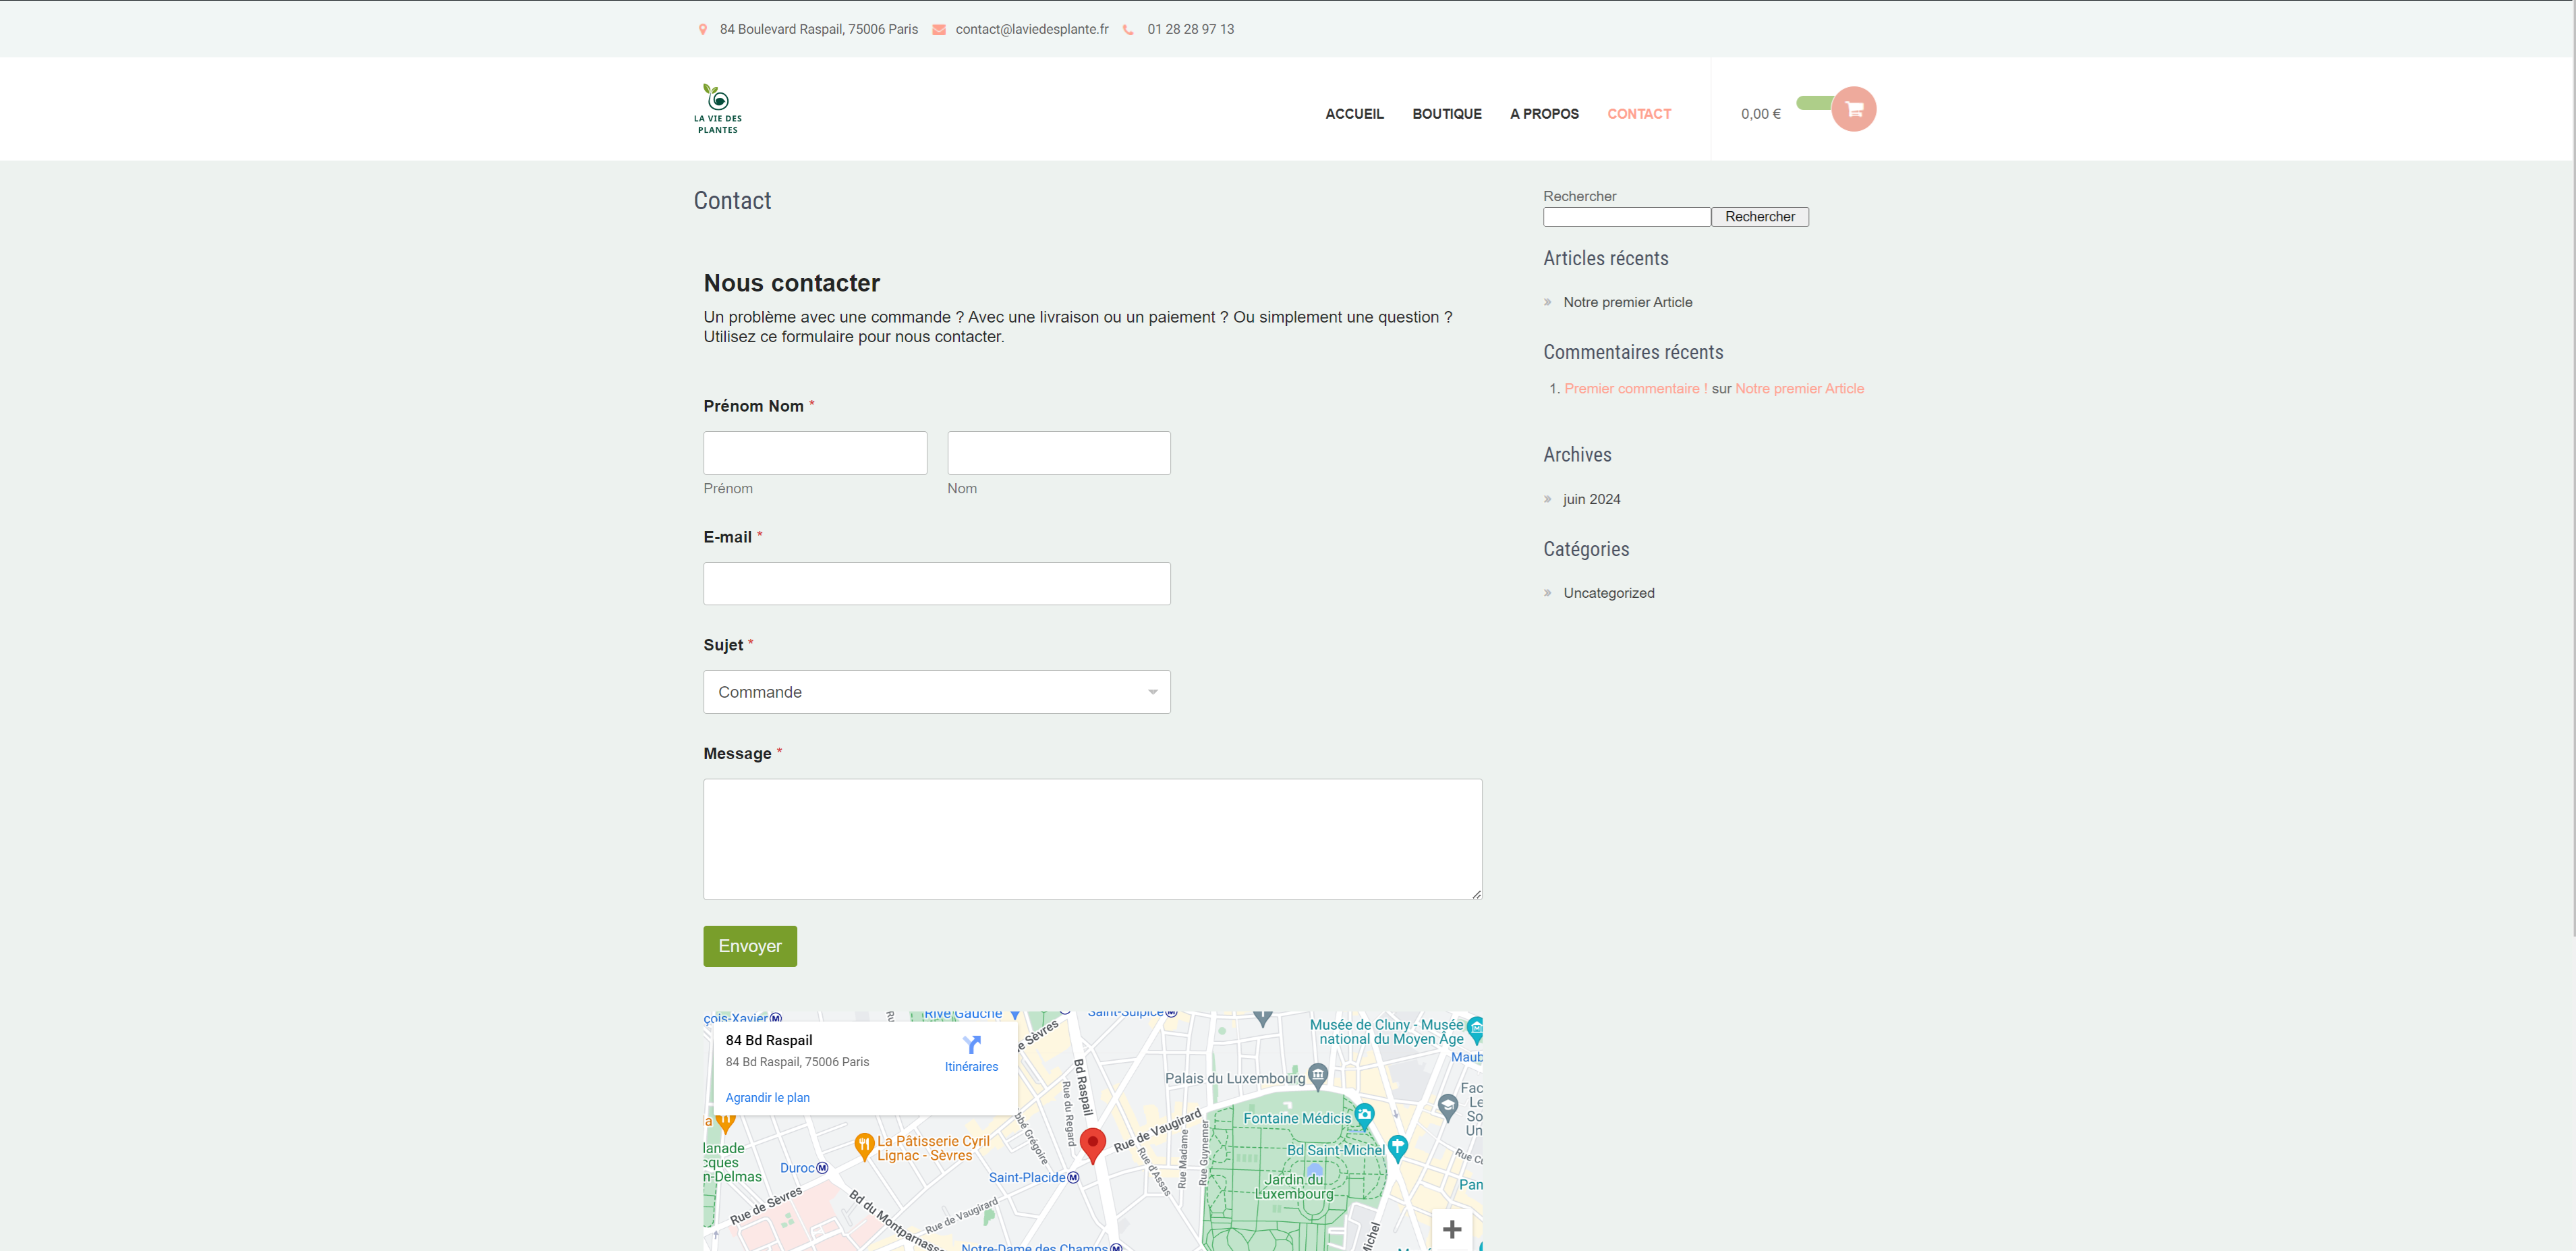 84 Boulevard Raspail, 75006 Paris contact@laviedesplante.fr 01 28 28 97 13
LA VIE DES
PLANTES
ACCUEIL BOUTIQUE A PROPOS CONTACT 0,00 €
Contact
Nous contacter
Un problème avec une commande ? Avec une livraison ou un paiement ? Ou simplement une question ?
Utilisez ce formulaire pour nous contacter.
Prénom Nom *
Prénom Nom
E-mail *
Sujet *
Commande
Message *
Envoyer
Rechercher
Rechercher
Articles récents
» Notre premier Article
Commentaires récents
1. Premier commentaire ! sur Notre premier Article
Archives
» juin 2024
Catégories
» Uncategorized
çois-Xavier
Rive Gauche
Saint-Sulpice
84 Bd Raspail
84 Bd Raspail, 75006 Paris
Itinéraires
Agrandir le plan
e Sèvres
Bd Raspail
Rue du Regard
bbé Grégoire
Musée de Cluny - Musée
national du Moyen Âge
Maub
Palais du Luxembourg
Fac
Le
So
Un
Fontaine Médicis
Rue de Vaugirard
Bd Saint-Michel
La Pâtisserie Cyril
Lignac - Sèvres
lanade
cques
n-Delmas
Duroc
Saint-Placide
Rue d'Assas
Rue Madame
Rue Guynemer
Jardin du
Luxembourg
Rue Cu
Pan
Rue de Sèvres
Bd du Montparnass
Rue de Vaugirard
Notre-Dame des Champs
Michel
+